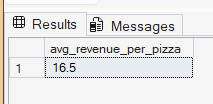 Results Messages
avg_revenue_per_pizza
1 16.5